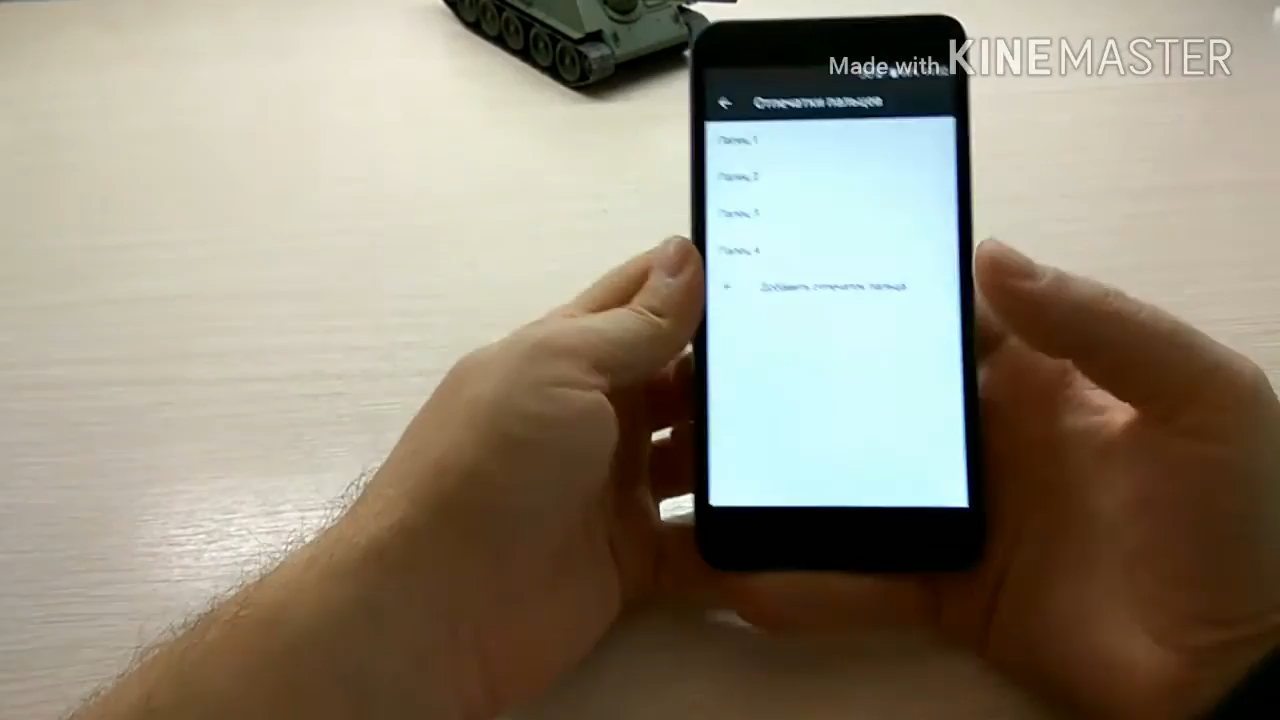 Made with KINEMASTER
Отпечатки пальцев
Палец 1
Палец 2
Палец 3
Палец 4
+ Добавить отпечаток пальца